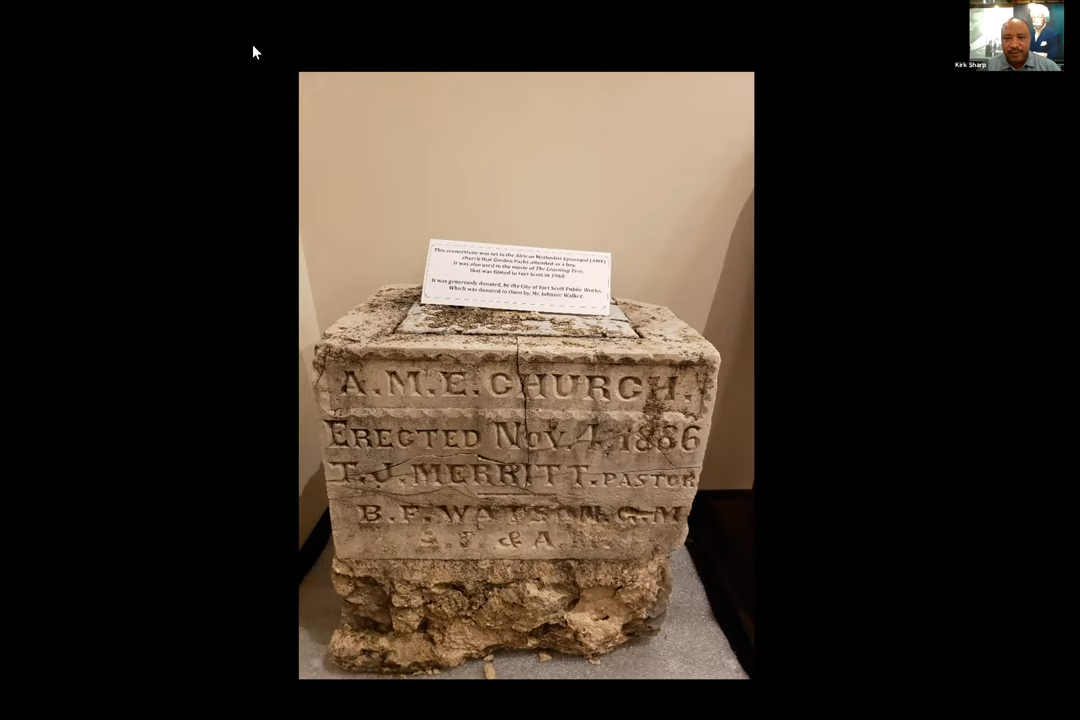 Kirk Sharp
This cornerstone was set in the African Methodist Episcopal (AME)
church that Gordon Parks attended as a boy.
It was also used in the movie of The Learning Tree,
that was filmed in Fort Scott in 1968.
It was generously donated, by the City of Fort Scott Public Works.
Which was donated to them by, Mr. Johnnie Walker.
A.M.E. CHURCH.
ERECTED NOV. 4. 1886
T.J. MERRITT. PASTOR
B.F. WATSON. G.M
& A.